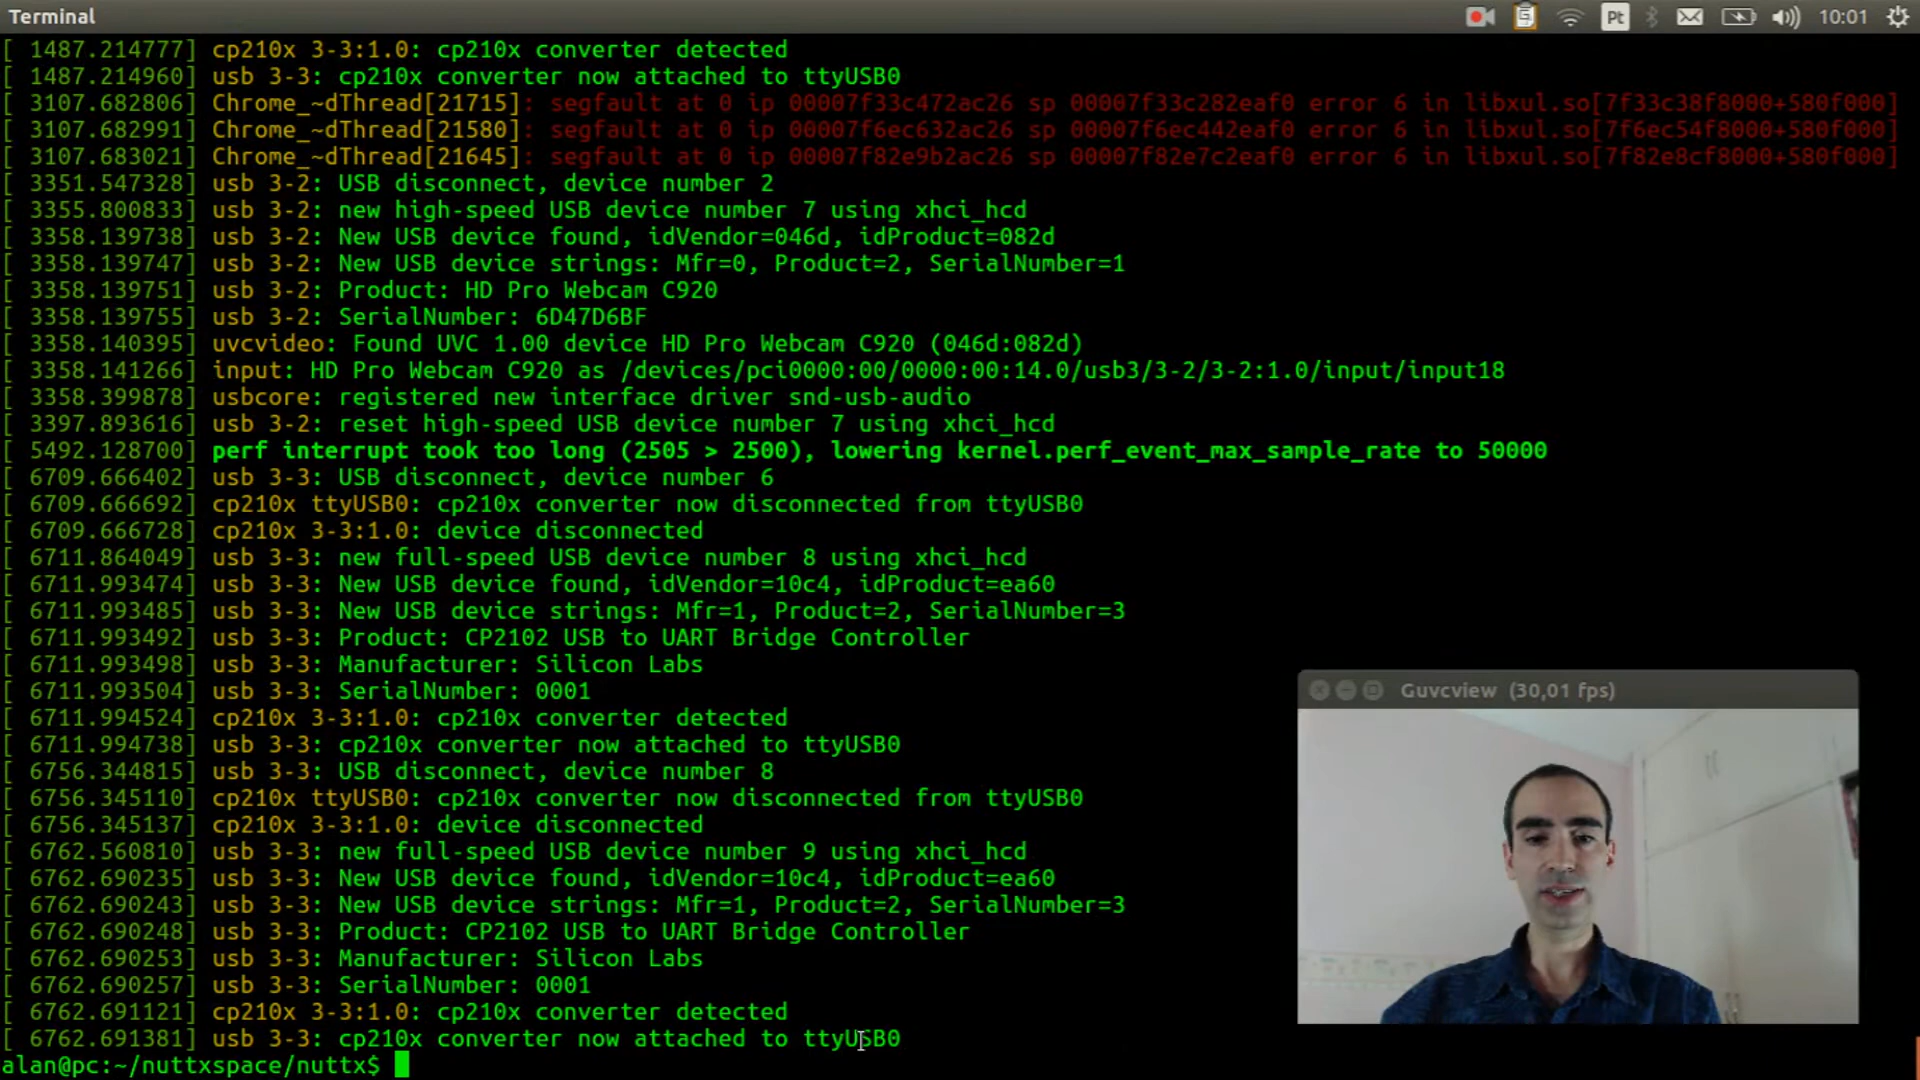 Terminal
Pt
10:01
[ 1487.214777] cp210x 3-3:1.0: cp210x converter detected
[ 1487.214960] usb 3-3: cp210x converter now attached to ttyUSB0
[ 3107.682806] Chrome_~dThread[21715]: segfault at 0 ip 00007f33c472ac26 sp 00007f33c282eaf0 error 6 in libxul.so[7f33c38f8000+580f000]
[ 3107.682991] Chrome_~dThread[21580]: segfault at 0 ip 00007f6ec632ac26 sp 00007f6ec442eaf0 error 6 in libxul.so[7f6ec54f8000+580f000]
[ 3107.683021] Chrome_~dThread[21645]: segfault at 0 ip 00007f82e9b2ac26 sp 00007f82e7c2eaf0 error 6 in libxul.so[7f82e8cf8000+580f000]
[ 3351.547328] usb 3-2: USB disconnect, device number 2
[ 3355.800833] usb 3-2: new high-speed USB device number 7 using xhci_hcd
[ 3358.139738] usb 3-2: New USB device found, idVendor=046d, idProduct=082d
[ 3358.139747] usb 3-2: New USB device strings: Mfr=0, Product=2, SerialNumber=1
[ 3358.139751] usb 3-2: Product: HD Pro Webcam C920
[ 3358.139755] usb 3-2: SerialNumber: 6D47D6BF
[ 3358.140395] uvcvideo: Found UVC 1.00 device HD Pro Webcam C920 (046d:082d)
[ 3358.141266] input: HD Pro Webcam C920 as /devices/pci0000:00/0000:00:14.0/usb3/3-2/3-2:1.0/input/input18
[ 3358.399878] usbcore: registered new interface driver snd-usb-audio
[ 3397.893616] usb 3-2: reset high-speed USB device number 7 using xhci_hcd
[ 5492.128700] perf interrupt took too long (2505 > 2500), lowering kernel.perf_event_max_sample_rate to 50000
[ 6709.666402] usb 3-3: USB disconnect, device number 6
[ 6709.666692] cp210x ttyUSB0: cp210x converter now disconnected from ttyUSB0
[ 6709.666728] cp210x 3-3:1.0: device disconnected
[ 6711.864049] usb 3-3: new full-speed USB device number 8 using xhci_hcd
[ 6711.993474] usb 3-3: New USB device found, idVendor=10c4, idProduct=ea60
[ 6711.993485] usb 3-3: New USB device strings: Mfr=1, Product=2, SerialNumber=3
[ 6711.993492] usb 3-3: Product: CP2102 USB to UART Bridge Controller
[ 6711.993498] usb 3-3: Manufacturer: Silicon Labs
[ 6711.993504] usb 3-3: SerialNumber: 0001
[ 6711.994524] cp210x 3-3:1.0: cp210x converter detected
[ 6711.994738] usb 3-3: cp210x converter now attached to ttyUSB0
[ 6756.344815] usb 3-3: USB disconnect, device number 8
[ 6756.345110] cp210x ttyUSB0: cp210x converter now disconnected from ttyUSB0
[ 6756.345137] cp210x 3-3:1.0: device disconnected
[ 6762.560810] usb 3-3: new full-speed USB device number 9 using xhci_hcd
[ 6762.690235] usb 3-3: New USB device found, idVendor=10c4, idProduct=ea60
[ 6762.690243] usb 3-3: New USB device strings: Mfr=1, Product=2, SerialNumber=3
[ 6762.690248] usb 3-3: Product: CP2102 USB to UART Bridge Controller
[ 6762.690253] usb 3-3: Manufacturer: Silicon Labs
[ 6762.690257] usb 3-3: SerialNumber: 0001
[ 6762.691121] cp210x 3-3:1.0: cp210x converter detected
[ 6762.691381] usb 3-3: cp210x converter now attached to ttyUSB0
alan@pc:~/nuttxspace/nuttx$
Guvcview (30,01 fps)